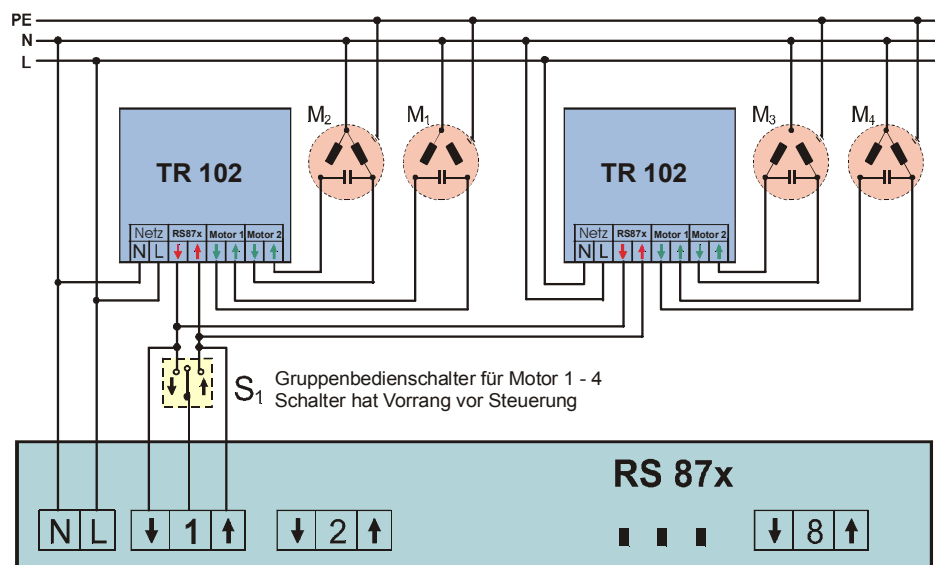 PE
N
L
M2
M1
M3
M4
TR 102
TR 102
Netz RS87x Motor 1 Motor 2
N L
Netz RS87x Motor 1 Motor 2
N L
S1
Gruppenbedienschalter für Motor 1 - 4
Schalter hat Vorrang vor Steuerung
RS 87x
N L ↓ 1 ↑ ↓ 2 ↑ ↓ 8 ↑